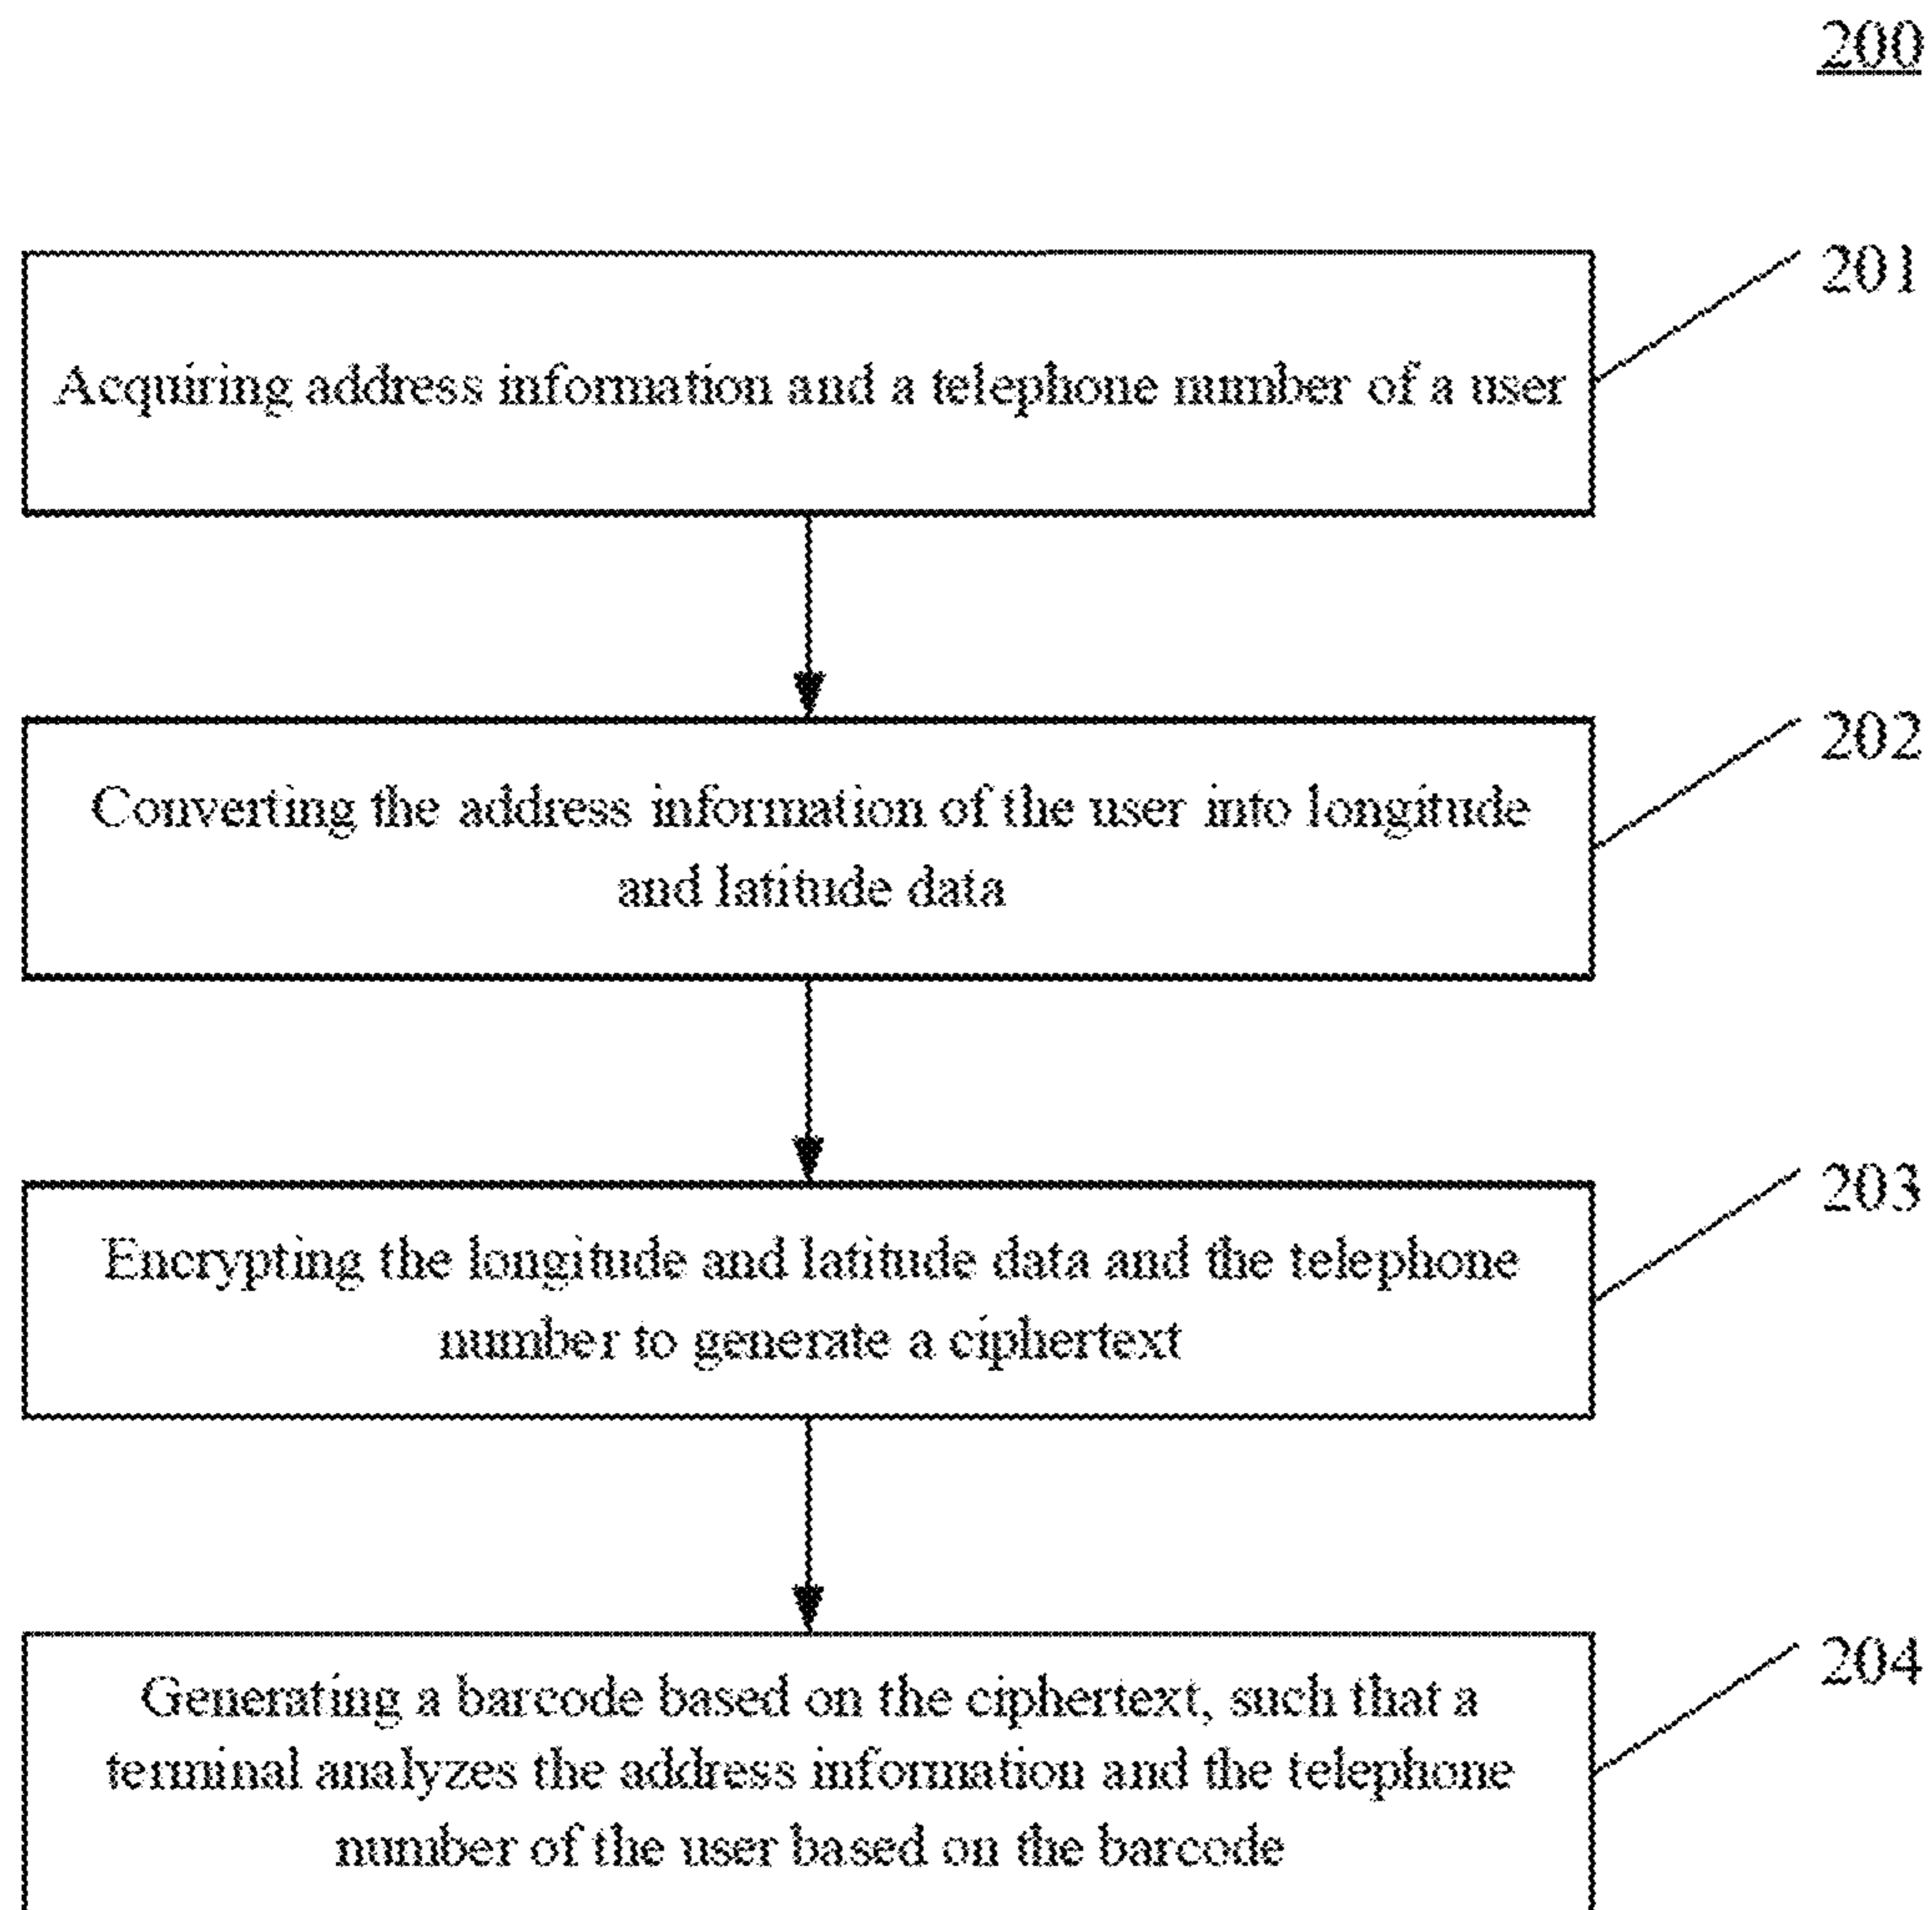 200
201
Acquiring address information and a telephone number of a user
202
Converting the address information of the user into longitude
and latitude data
203
Encrypting the longitude and latitude data and the telephone
number to generate a ciphertext
204
Generating a barcode based on the ciphertext, such that a
terminal analyzes the address information and the telephone
number of the user based on the barcode